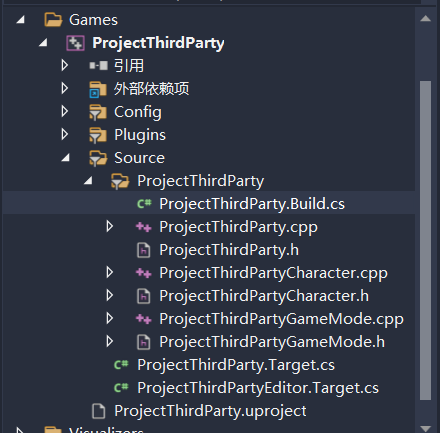 Games
ProjectThirdParty
引用
外部依赖项
Config
Plugins
Source
ProjectThirdParty
ProjectThirdParty.Build.cs
ProjectThirdParty.cpp
ProjectThirdParty.h
ProjectThirdPartyCharacter.cpp
ProjectThirdPartyCharacter.h
ProjectThirdPartyGameMode.cpp
ProjectThirdPartyGameMode.h
ProjectThirdParty.Target.cs
ProjectThirdPartyEditor.Target.cs
ProjectThirdParty.uproject
Visualizers